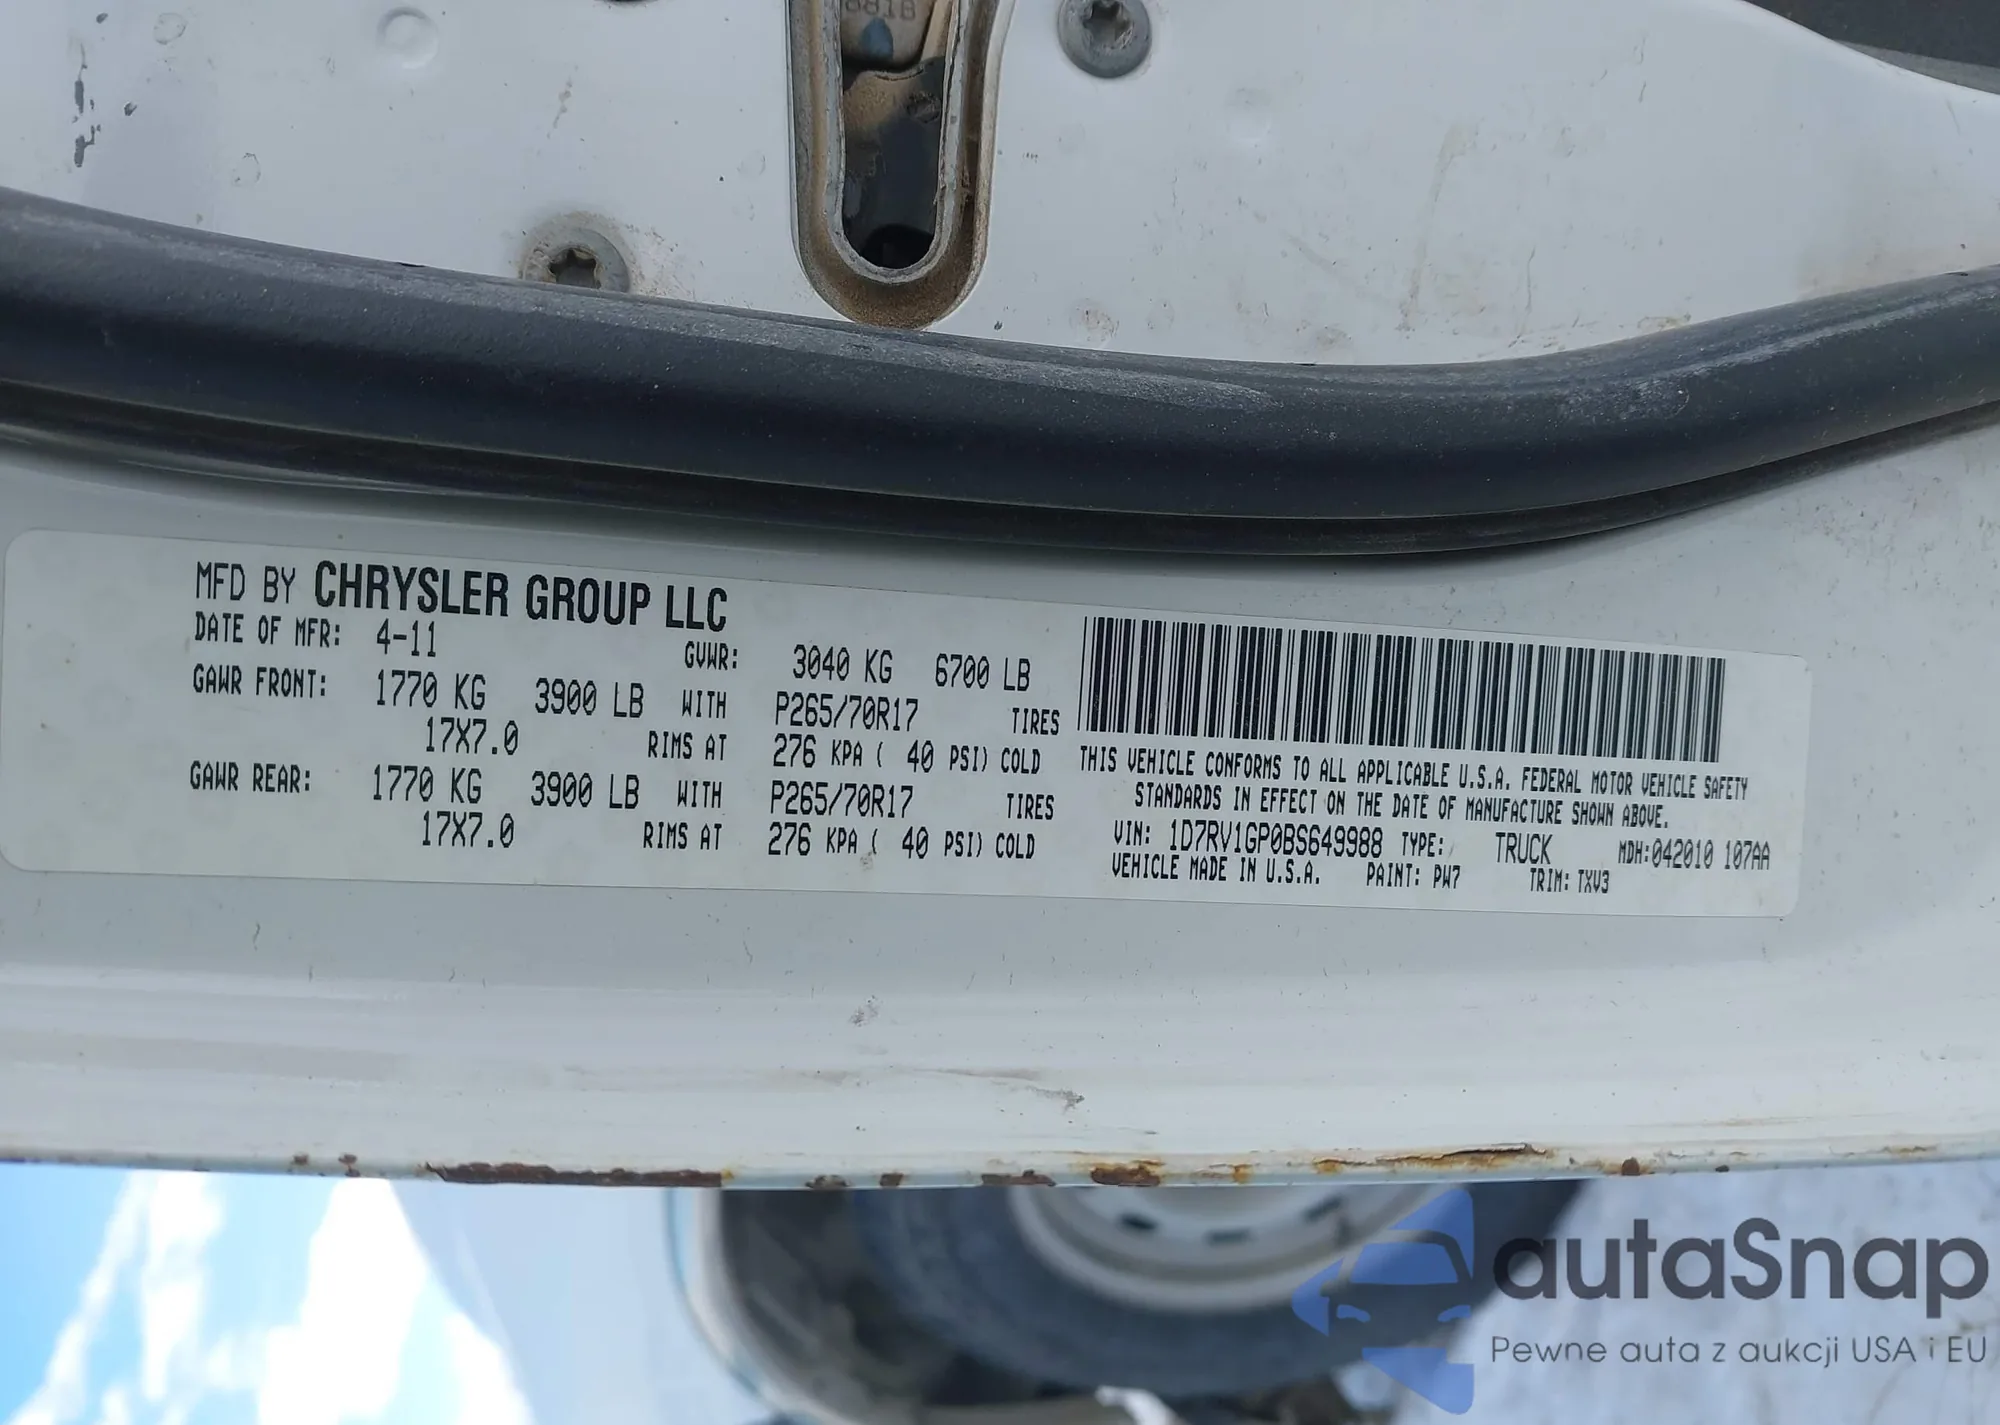 881B
MFD BY CHRYSLER GROUP LLC
DATE OF MFR: 4-11 GVWR: 3040 KG 6700 LB
GAWR FRONT: 1770 KG 3900 LB WITH P265/70R17 TIRES
17X7.0 RIMS AT 276 KPA ( 40 PSI) COLD
GAWR REAR: 1770 KG 3900 LB WITH P265/70R17 TIRES
17X7.0 RIMS AT 276 KPA ( 40 PSI) COLD
THIS VEHICLE CONFORMS TO ALL APPLICABLE U.S.A. FEDERAL MOTOR VEHICLE SAFETY
STANDARDS IN EFFECT ON THE DATE OF MANUFACTURE SHOWN ABOVE.
VIN: 1D7RV1GP0BS649988 TYPE: TRUCK MDH:042010 107AA
VEHICLE MADE IN U.S.A. PAINT: PW7 TRIM: TXV3
autaSnap
Pewne auta z aukcji USA i EU